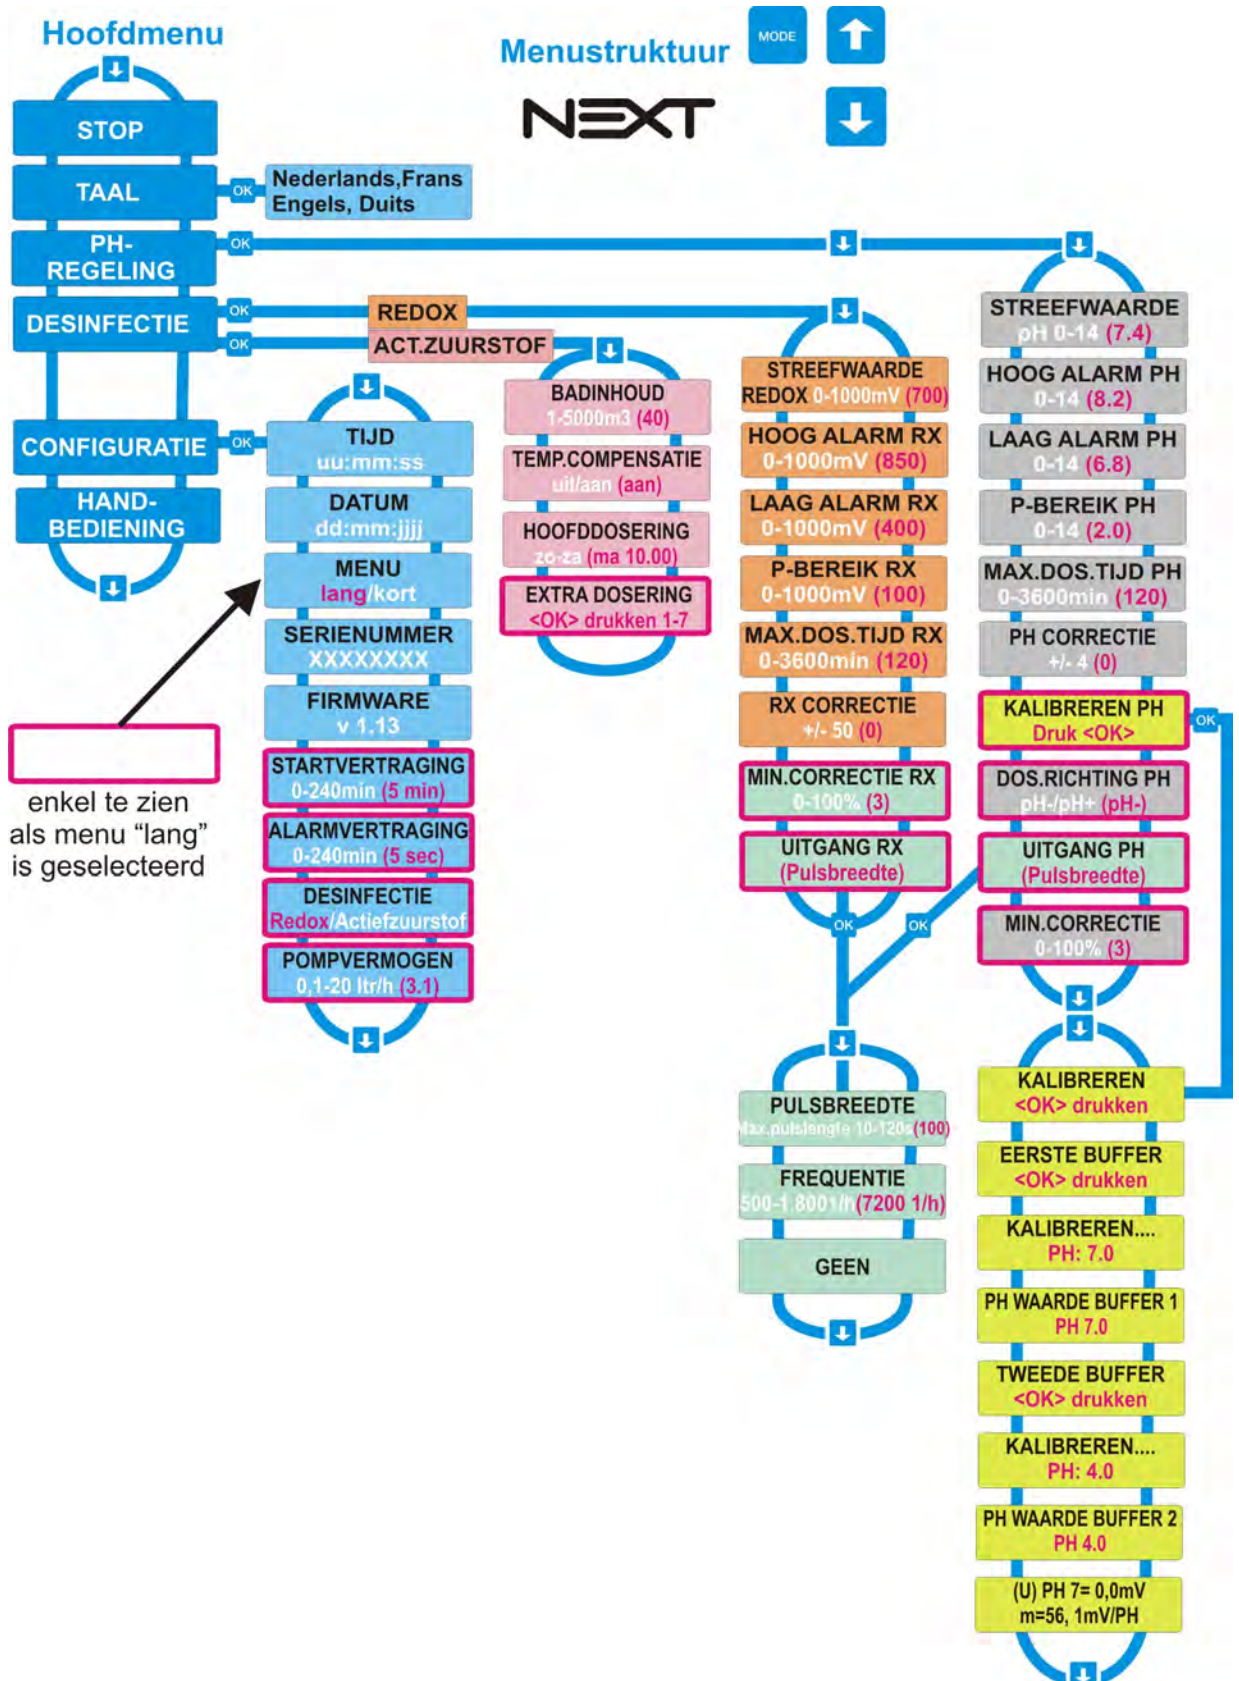 Hoofdmenu
Menustruktuur
MODE
NEXT
STOP
TAAL
OK
Nederlands,Frans
Engels, Duits
PH-
REGELING
OK
DESINFECTIE
OK
REDOX
OK
ACT.ZUURSTOF
CONFIGURATIE
OK
HAND-
BEDIENING
enkel te zien
als menu “lang”
is geselecteerd
TIJD
uu:mm:ss
DATUM
dd:mm:jjjj
MENU
lang/kort
SERIENUMMER
XXXXXXXX
FIRMWARE
v 1.13
STARTVERTRAGING
0-240min (5 min)
ALARMVERTRAGING
0-240min (5 sec)
DESINFECTIE
Redox/Actiefzuurstof
POMPVERMOGEN
0,1-20 ltr/h (3.1)
BADINHOUD
1-5000m3 (40)
TEMP.COMPENSATIE
uit/aan (aan)
HOOFDDOSERING
zo-za (ma 10.00)
EXTRA DOSERING
<OK> drukken 1-7
STREEFWAARDE
REDOX 0-1000mV (700)
HOOG ALARM RX
0-1000mV (850)
LAAG ALARM RX
0-1000mV (400)
P-BEREIK RX
0-1000mV (100)
MAX.DOS.TIJD RX
0-3600min (120)
RX CORRECTIE
+/- 50 (0)
MIN.CORRECTIE RX
0-100% (3)
UITGANG RX
(Pulsbreedte)
OK
OK
PULSBREEDTE
Max.pulslengte 10-120s(100)
FREQUENTIE
500-1.8001/h(7200 1/h)
GEEN
STREEFWAARDE
pH 0-14 (7.4)
HOOG ALARM PH
0-14 (8.2)
LAAG ALARM PH
0-14 (6.8)
P-BEREIK PH
0-14 (2.0)
MAX.DOS.TIJD PH
0-3600min (120)
PH CORRECTIE
+/- 4 (0)
KALIBREREN PH
Druk <OK>
OK
DOS.RICHTING PH
pH-/pH+ (pH-)
UITGANG PH
(Pulsbreedte)
MIN.CORRECTIE
0-100% (3)
KALIBREREN
<OK> drukken
EERSTE BUFFER
<OK> drukken
KALIBREREN....
PH: 7.0
PH WAARDE BUFFER 1
PH 7.0
TWEEDE BUFFER
<OK> drukken
KALIBREREN....
PH: 4.0
PH WAARDE BUFFER 2
PH 4.0
(U) PH 7= 0,0mV
m=56, 1mV/PH